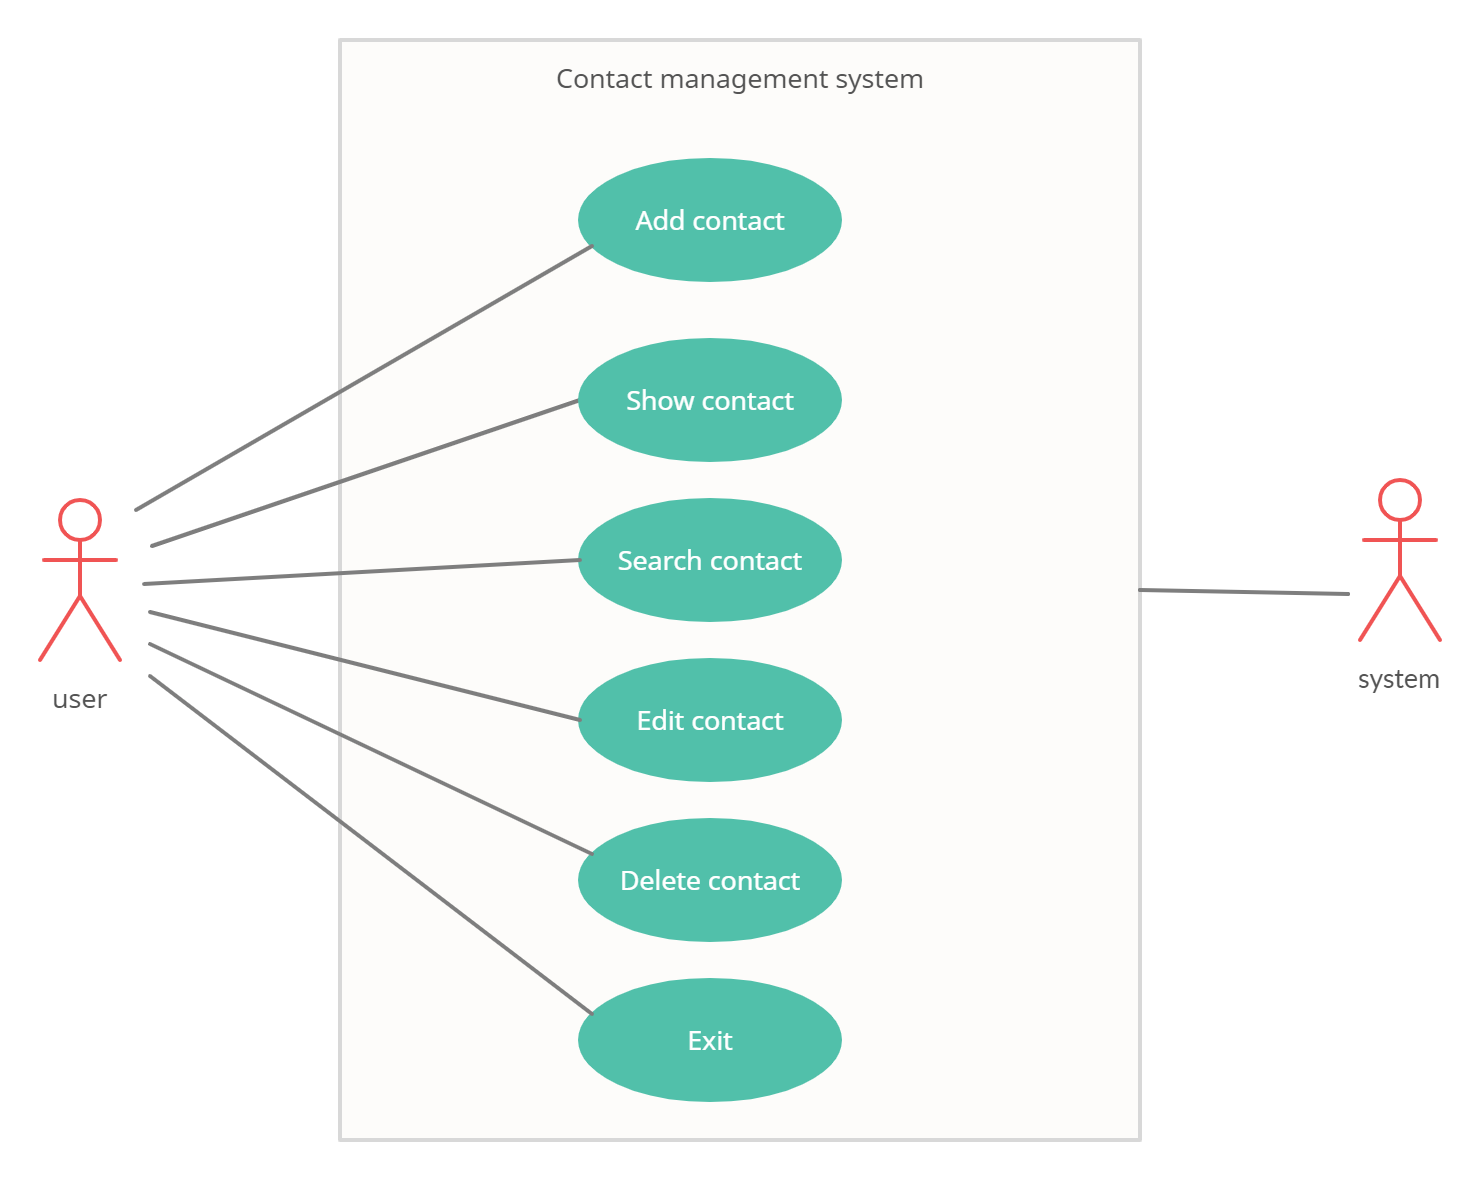 Contact management system
Add contact
Show contact
Search contact
Edit contact
Delete contact
Exit
user
system